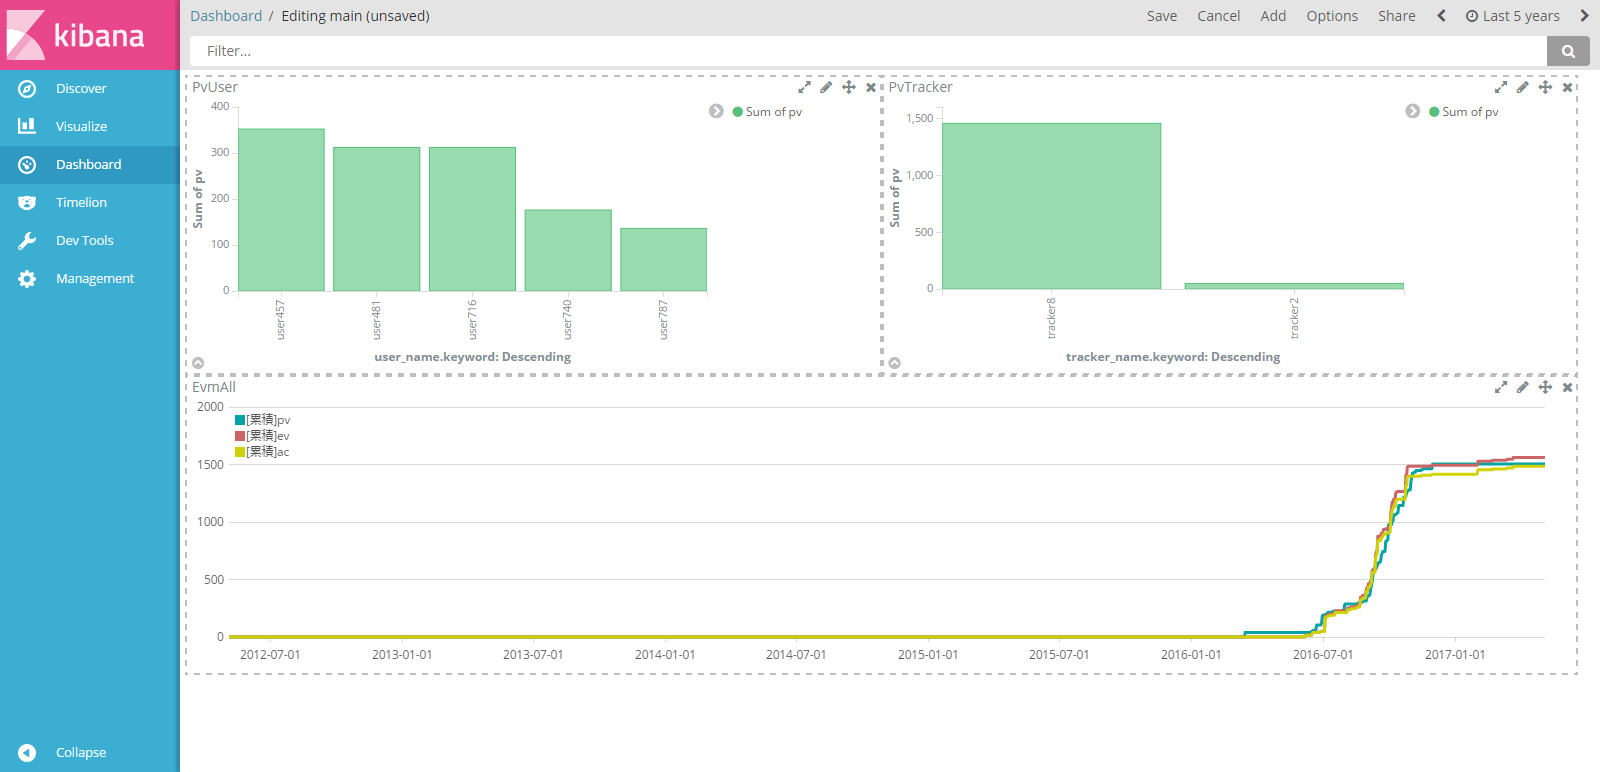 kibana
Dashboard / Editing main (unsaved)
Save Cancel Add Options Share Last 5 years
Filter...
Discover
Visualize
Dashboard
Timelion
Dev Tools
Management
Collapse
PvUser
400
300
200
100
0
Sum of pv
Sum of pv
user457
user481
user716
user740
user787
user_name.keyword: Descending
PvTracker
1,500
1,000
500
0
Sum of pv
Sum of pv
tracker8
tracker2
tracker_name.keyword: Descending
EvmAll
2000
1500
1000
500
0
[累積]pv
[累積]ev
[累積]ac
2012-07-01 2013-01-01 2013-07-01 2014-01-01 2014-07-01 2015-01-01 2015-07-01 2016-01-01 2016-07-01 2017-01-01